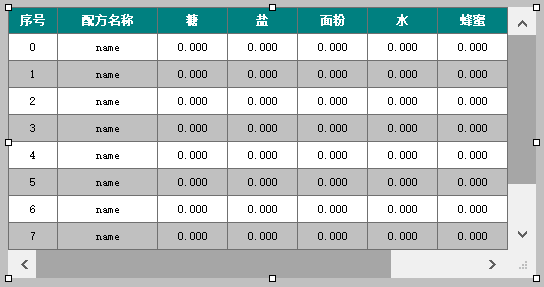 序号 配方名称 糖 盐 面粉 水 蜂蜜
0 name 0.000 0.000 0.000 0.000 0.000
1 name 0.000 0.000 0.000 0.000 0.000
2 name 0.000 0.000 0.000 0.000 0.000
3 name 0.000 0.000 0.000 0.000 0.000
4 name 0.000 0.000 0.000 0.000 0.000
5 name 0.000 0.000 0.000 0.000 0.000
6 name 0.000 0.000 0.000 0.000 0.000
7 name 0.000 0.000 0.000 0.000 0.000